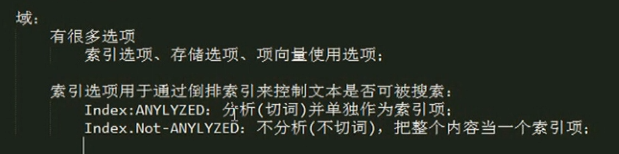 域:
有很多选项
索引选项、存储选项、项向量使用选项;
索引选项用于通过倒排索引来控制文本是否可被搜索:
Index:ANYLYZED: 分析(切词)并单独作为索引项;
Index.Not-ANYLYZED: 不分析(不切词), 把整个内容当一个索引项;